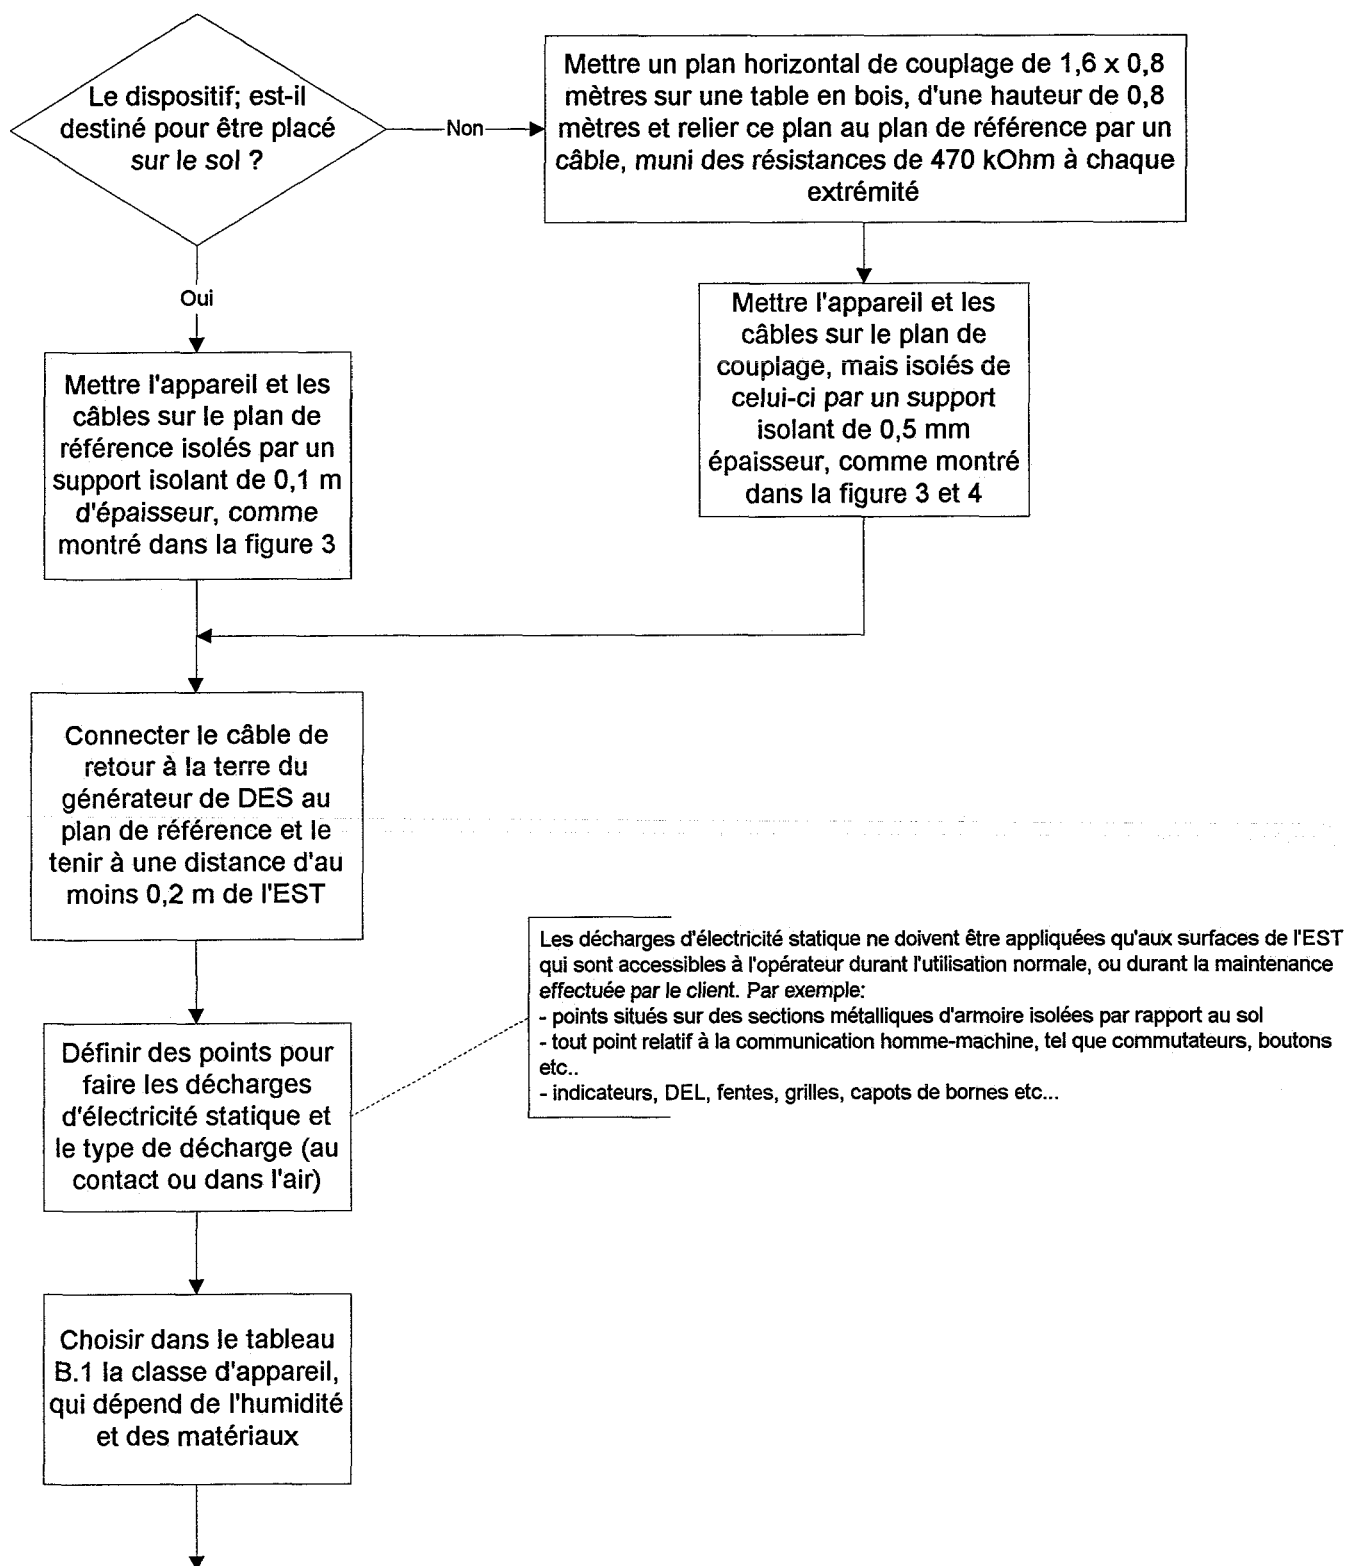 Le dispositif; est-il
destiné pour être placé
sur le sol ?
Non
Mettre un plan horizontal de couplage de 1,6 x 0,8
mètres sur une table en bois, d'une hauteur de 0,8
mètres et relier ce plan au plan de référence par un
câble, muni des résistances de 470 kOhm à chaque
extrémité
Oui
Mettre l'appareil et les
câbles sur le plan de
couplage, mais isolés de
celui-ci par un support
isolant de 0,5 mm
épaisseur, comme montré
dans la figure 3 et 4
Mettre l'appareil et les
câbles sur le plan de
référence isolés par un
support isolant de 0,1 m
d'épaisseur, comme
montré dans la figure 3
Connecter le câble de
retour à la terre du
générateur de DES au
plan de référence et le
tenir à une distance d'au
moins 0,2 m de l'EST
Les décharges d'électricité statique ne doivent être appliquées qu'aux surfaces de l'EST
qui sont accessibles à l'opérateur durant l'utilisation normale, ou durant la maintenance
effectuée par le client. Par exemple:
- points situés sur des sections métalliques d'armoire isolées par rapport au sol
- tout point relatif à la communication homme-machine, tel que commutateurs, boutons
etc..
- indicateurs, DEL, fentes, grilles, capots de bornes etc...
Définir des points pour
faire les décharges
d'électricité statique et
le type de décharge (au
contact ou dans l'air)
Choisir dans le tableau
B.1 la classe d'appareil,
qui dépend de l'humidité
et des matériaux